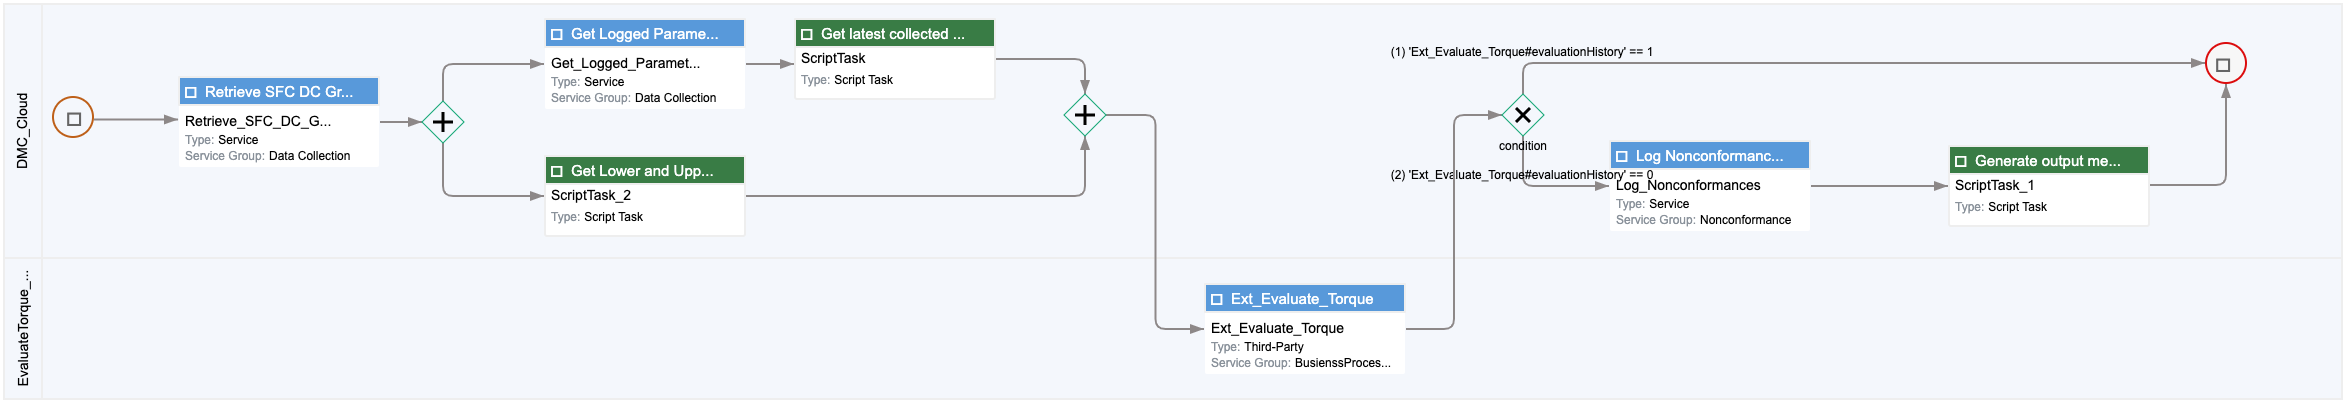 DMC_Cloud
Retrieve SFC DC Gr...
Retrieve_SFC_DC_G...
Type: Service
Service Group: Data Collection
Get Logged Parame...
Get_Logged_Paramet...
Type: Service
Service Group: Data Collection
Get latest collected ...
ScriptTask
Type: Script Task
Get Lower and Upp...
ScriptTask_2
Type: Script Task
(1) 'Ext_Evaluate_Torque#evaluationHistory' == 1
condition
(2) 'Ext_Evaluate_Torque#evaluationHistory' == 0
Log Nonconformanc...
Log_Nonconformances
Type: Service
Service Group: Nonconformance
Generate output me...
ScriptTask_1
Type: Script Task
EvaluateTorque_...
Ext_Evaluate_Torque
Ext_Evaluate_Torque
Type: Third-Party
Service Group: BusienssProces...